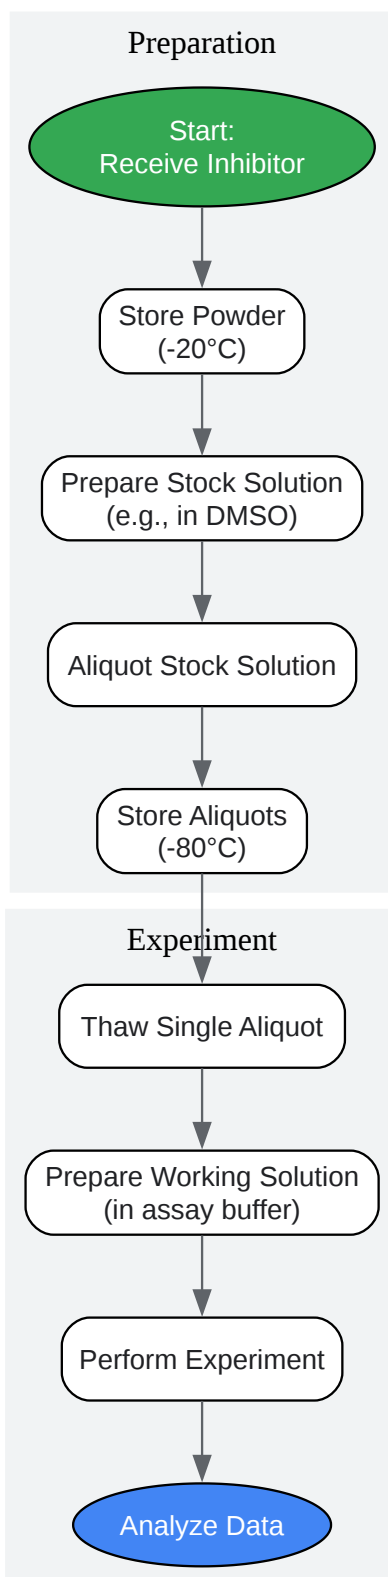 Preparation
Start:
Receive Inhibitor
Store Powder
(-20°C)
Prepare Stock Solution
(e.g., in DMSO)
Aliquot Stock Solution
Store Aliquots
(-80°C)
Experiment
Thaw Single Aliquot
Prepare Working Solution
(in assay buffer)
Perform Experiment
Analyze Data